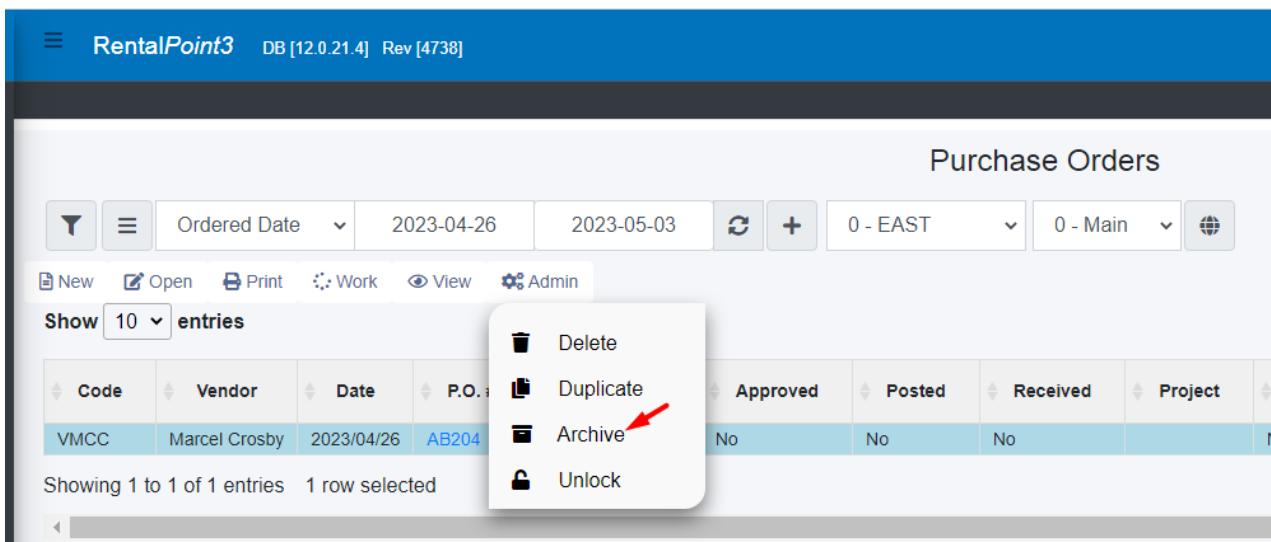 RentalPoint3 DB [12.0.21.4] Rev [4738]
Purchase Orders
Ordered Date 2023-04-26 2023-05-03 0 - EAST 0 - Main
New Open Print Work View Admin
Show 10 entries
Delete
Duplicate
Archive
Unlock
Code Vendor Date P.O. Approved Posted Received Project
VMCC Marcel Crosby 2023/04/26 AB204 No No No
Showing 1 to 1 of 1 entries 1 row selected